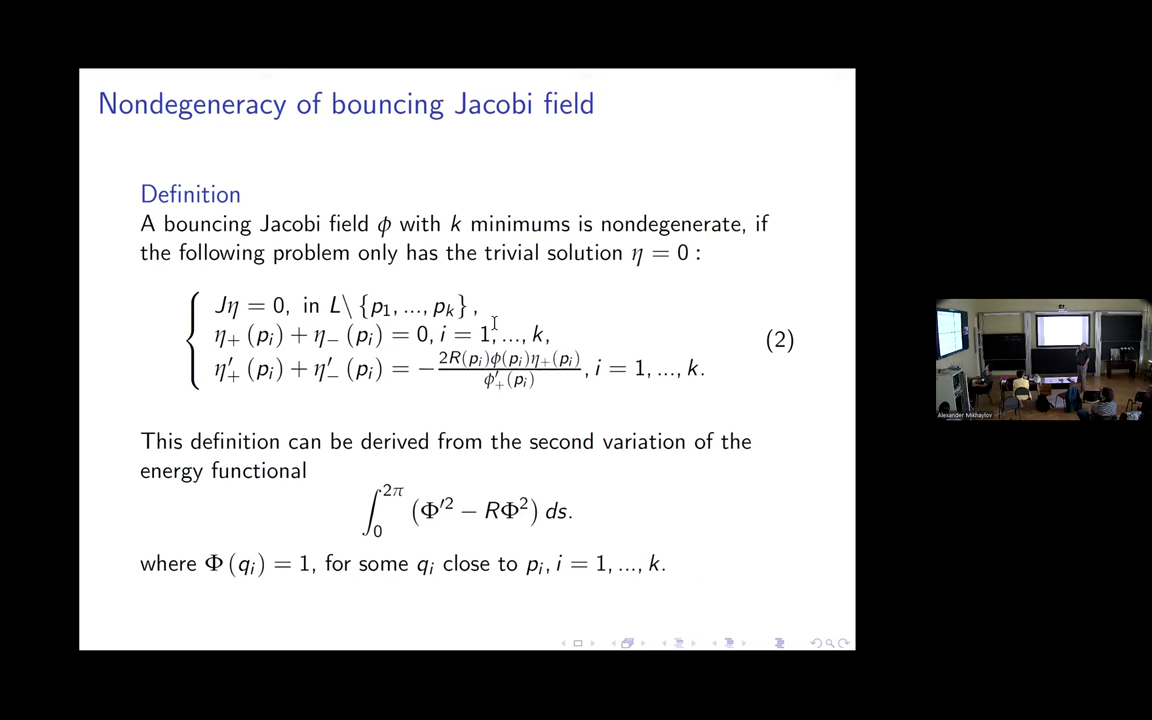 Nondegeneracy of bouncing Jacobi field
Definition
A bouncing Jacobi field ϕ with k minimums is nondegenerate, if
the following problem only has the trivial solution η = 0 :
Jη = 0, in L\ {p₁, ..., pₖ} ,
η₊ (pᵢ) + η₋ (pᵢ) = 0, i = 1, ..., k,
η′₊ (pᵢ) + η′₋ (pᵢ) = − 2R(pᵢ)ϕ(pᵢ)η₊(pᵢ) / ϕ′₊(pᵢ) , i = 1, ..., k.
(2)
This definition can be derived from the second variation of the
energy functional
∫₀^{2π} (Φ′² − RΦ²) ds.
where Φ (qᵢ) = 1, for some qᵢ close to pᵢ, i = 1, ..., k.
Alexander Mikhaylov